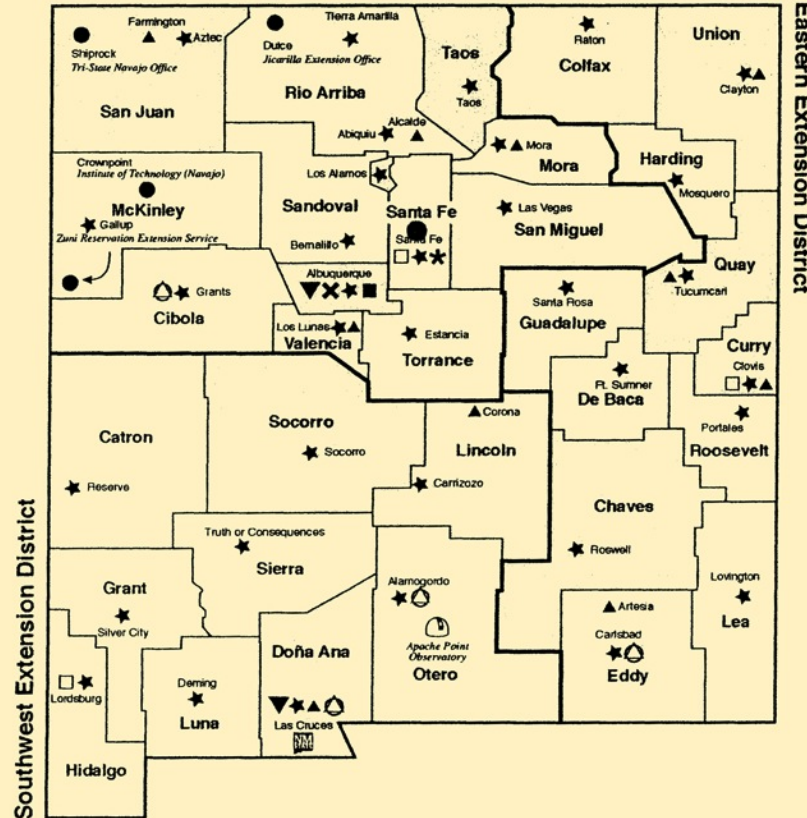 Farmington
Shiprock
Aztec
Tri-State Navajo Office
San Juan
Tierra Amarilla
Dulce
Jicarilla Extension Office
Rio Arriba
Abiquiu
Alcalde
Taos
Taos
Raton
Colfax
Union
Clayton
Eastern Extension District
Crownpoint
Institute of Technology (Navajo)
McKinley
Gallup
Zuni Reservation Extension Service
Los Alamos
Sandoval
Bernalillo
Santa Fe
Santa Fe
Mora
Mora
Harding
Mosquero
Las Vegas
San Miguel
Quay
Tucumcari
Grants
Cibola
Albuquerque
Los Lunas
Valencia
Estancia
Torrance
Santa Rosa
Guadalupe
Ft. Sumner
De Baca
Curry
Clovis
Portales
Roosevelt
Catron
Reserve
Socorro
Socorro
Corona
Lincoln
Carrizozo
Chaves
Roswell
Southwest Extension District
Truth or Consequences
Sierra
Grant
Silver City
Lordsburg
Hidalgo
Deming
Luna
Doña Ana
Las Cruces
NM
Alamogordo
Apache Point
Observatory
Otero
Artesia
Carlsbad
Eddy
Lovington
Lea